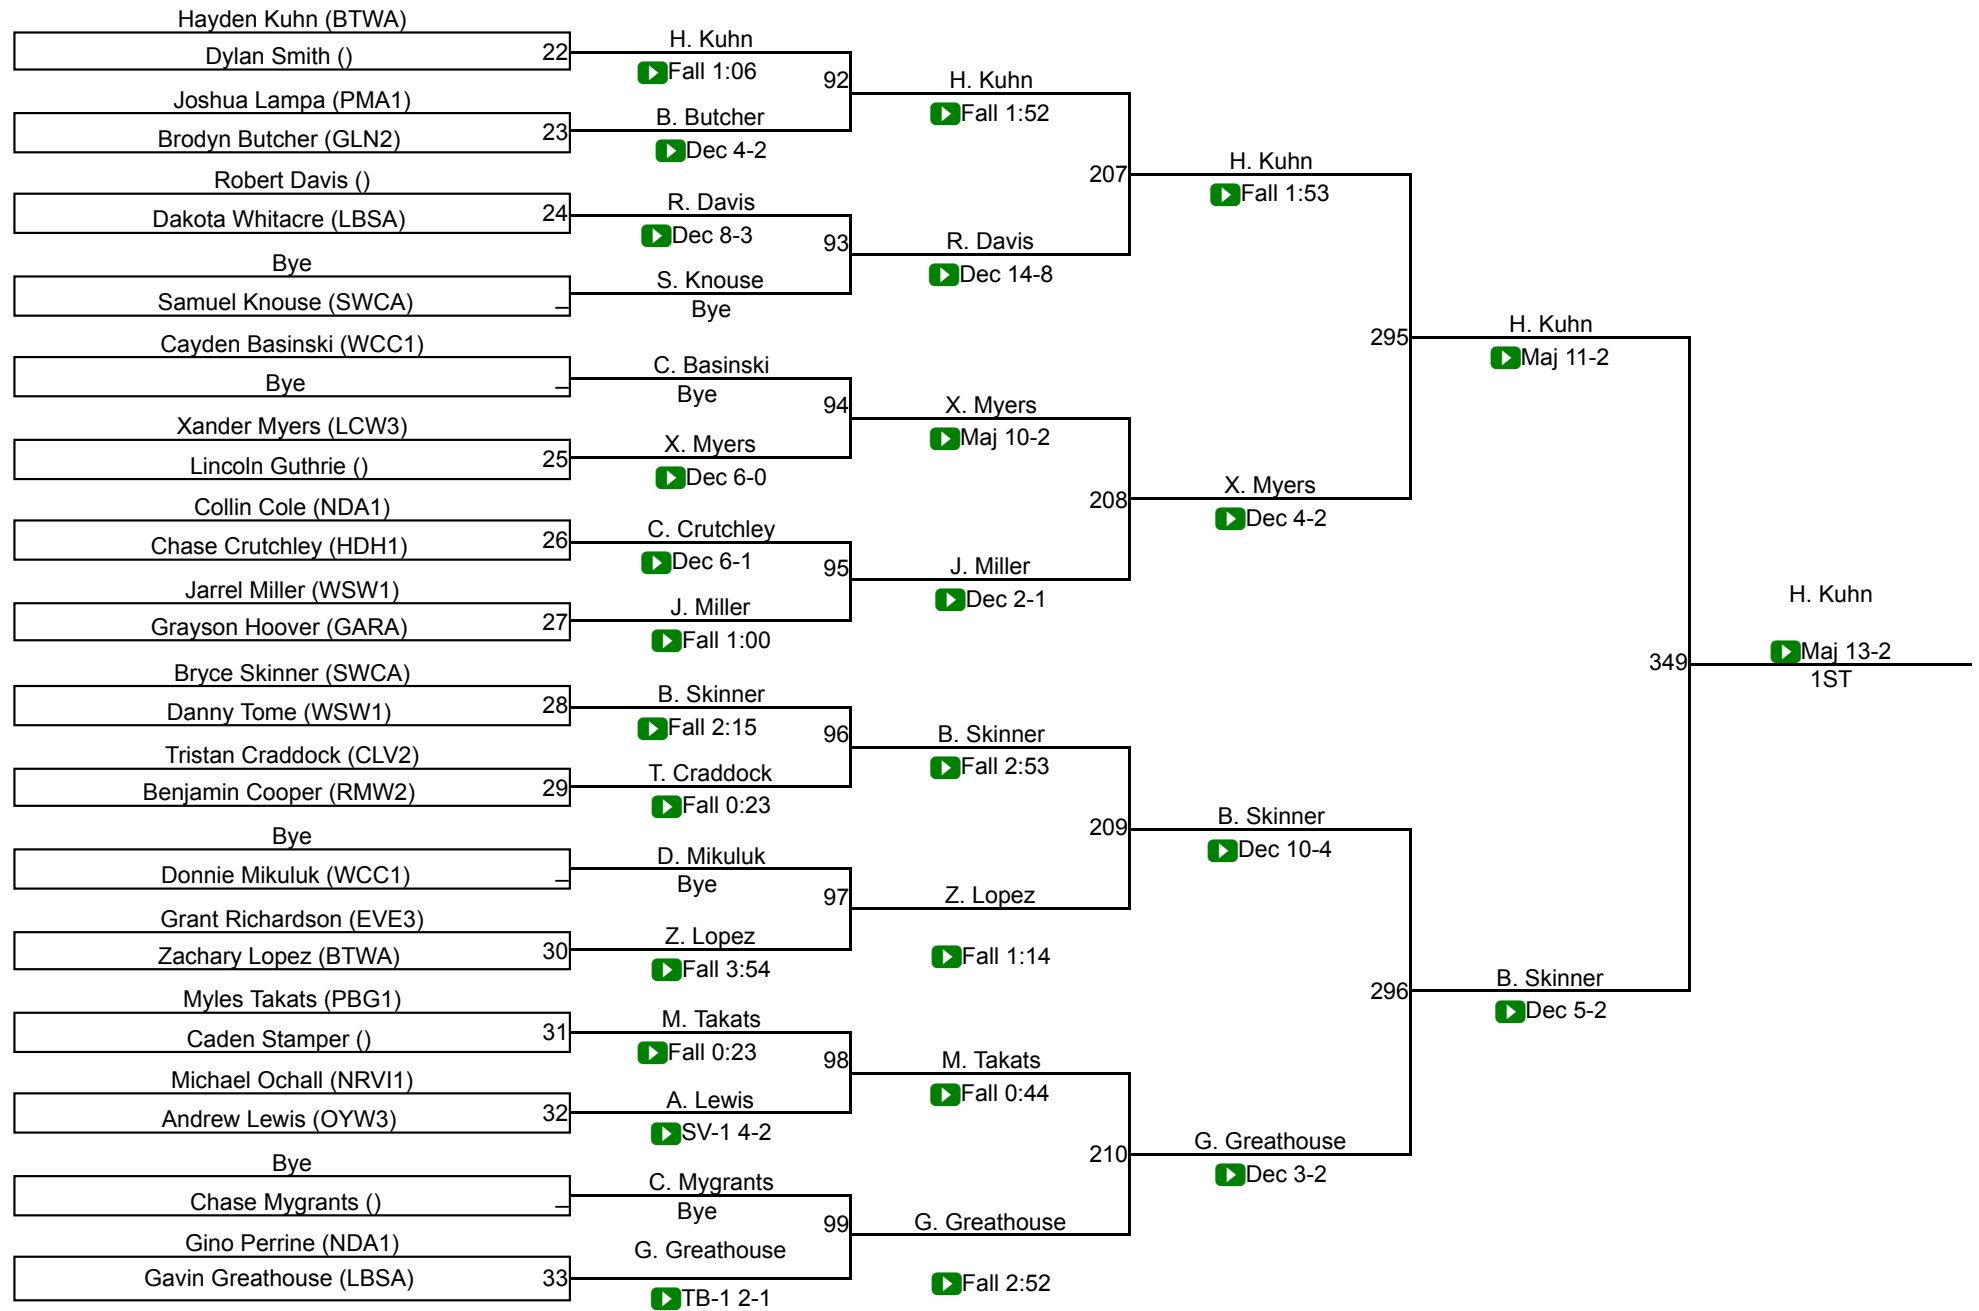 Hayden Kuhn (BTWA)
Dylan Smith ()
22
Joshua Lampa (PMA1)
Brodyn Butcher (GLN2)
23
Robert Davis ()
Dakota Whitacre (LBSA)
24
Bye
Samuel Knouse (SWCA)
_
Cayden Basinski (WCC1)
Bye
_
Xander Myers (LCW3)
Lincoln Guthrie ()
25
Collin Cole (NDA1)
Chase Crutchley (HDH1)
26
Jarrel Miller (WSW1)
Grayson Hoover (GARA)
27
Bryce Skinner (SWCA)
Danny Tome (WSW1)
28
Tristan Craddock (CLV2)
Benjamin Cooper (RMW2)
29
Bye
Donnie Mikuluk (WCC1)
_
Grant Richardson (EVE3)
Zachary Lopez (BTWA)
30
Myles Takats (PBG1)
Caden Stamper ()
31
Michael Ochall (NRVI1)
Andrew Lewis (OYW3)
32
Bye
Chase Mygrants ()
_
Gino Perrine (NDA1)
Gavin Greathouse (LBSA)
33
H. Kuhn
Fall 1:06
92
B. Butcher
Dec 4-2
R. Davis
Dec 8-3
93
S. Knouse
Bye
C. Basinski
Bye
94
X. Myers
Dec 6-0
C. Crutchley
Dec 6-1
95
J. Miller
Fall 1:00
B. Skinner
Fall 2:15
96
T. Craddock
Fall 0:23
D. Mikuluk
Bye
97
Z. Lopez
Fall 3:54
M. Takats
Fall 0:23
98
A. Lewis
SV-1 4-2
C. Mygrants
Bye
99
G. Greathouse
TB-1 2-1
H. Kuhn
Fall 1:52
207
R. Davis
Dec 14-8
X. Myers
Maj 10-2
208
J. Miller
Dec 2-1
B. Skinner
Fall 2:53
209
Z. Lopez
Fall 1:14
M. Takats
Fall 0:44
210
G. Greathouse
Fall 2:52
H. Kuhn
Fall 1:53
295
X. Myers
Dec 4-2
B. Skinner
Dec 10-4
296
G. Greathouse
Dec 3-2
H. Kuhn
Maj 11-2
349
B. Skinner
Dec 5-2
H. Kuhn
Maj 13-2
1ST